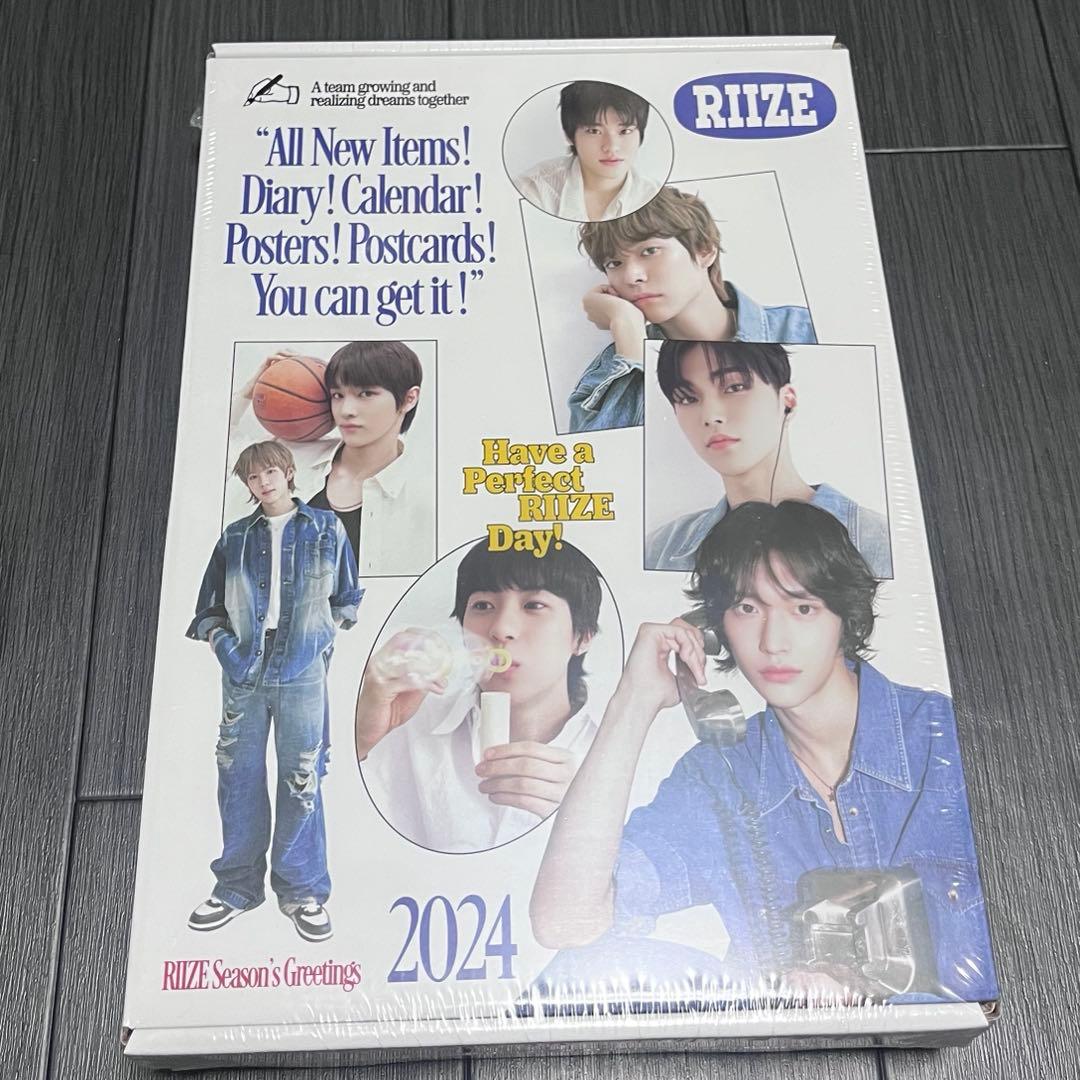 A team growing and
realizing dreams together
RIIZE
“All New Items!
Diary! Calendar!
Posters! Postcards!
You can get it!”
Have a
Perfect
RIIZE
Day!
2024
RIIZE Season's Greetings